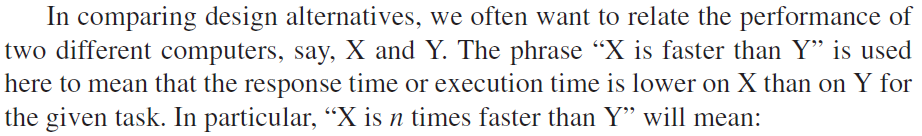 In comparing design alternatives, we often want to relate the performance of
two different computers, say, X and Y. The phrase “X is faster than Y” is used
here to mean that the response time or execution time is lower on X than on Y for
the given task. In particular, “X is n times faster than Y” will mean: